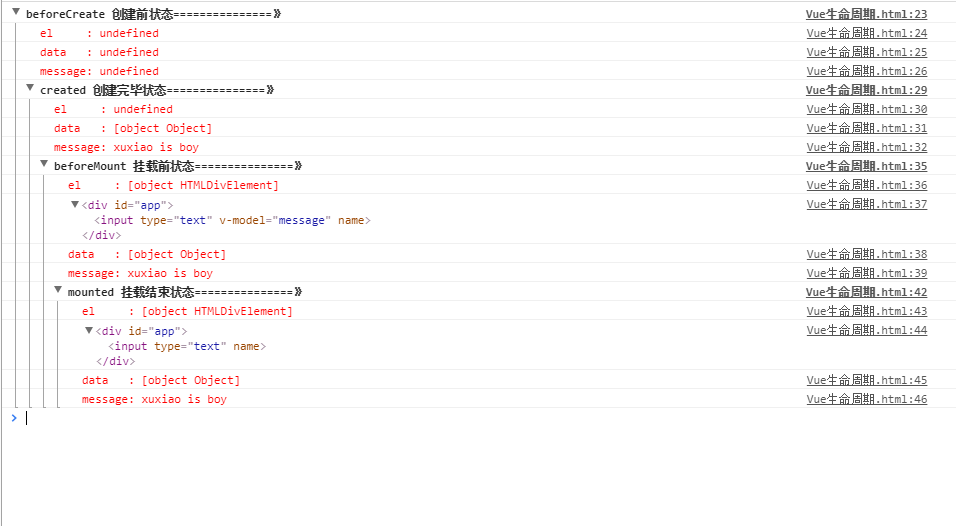 ▼ beforeCreate 创建前状态===============》 Vue生命周期.html:23
el     : undefined Vue生命周期.html:24
data   : undefined Vue生命周期.html:25
message: undefined Vue生命周期.html:26
▼ created 创建完毕状态===============》 Vue生命周期.html:29
el     : undefined Vue生命周期.html:30
data   : [object Object] Vue生命周期.html:31
message: xuxiao is boy Vue生命周期.html:32
▼ beforeMount 挂载前状态===============》 Vue生命周期.html:35
el     : [object HTMLDivElement] Vue生命周期.html:36
▼<div id="app"> Vue生命周期.html:37
<input type="text" v-model="message" name>
</div>
data   : [object Object] Vue生命周期.html:38
message: xuxiao is boy Vue生命周期.html:39
▼ mounted 挂载结束状态===============》 Vue生命周期.html:42
el     : [object HTMLDivElement] Vue生命周期.html:43
▼<div id="app"> Vue生命周期.html:44
<input type="text" name>
</div>
data   : [object Object] Vue生命周期.html:45
message: xuxiao is boy Vue生命周期.html:46
>